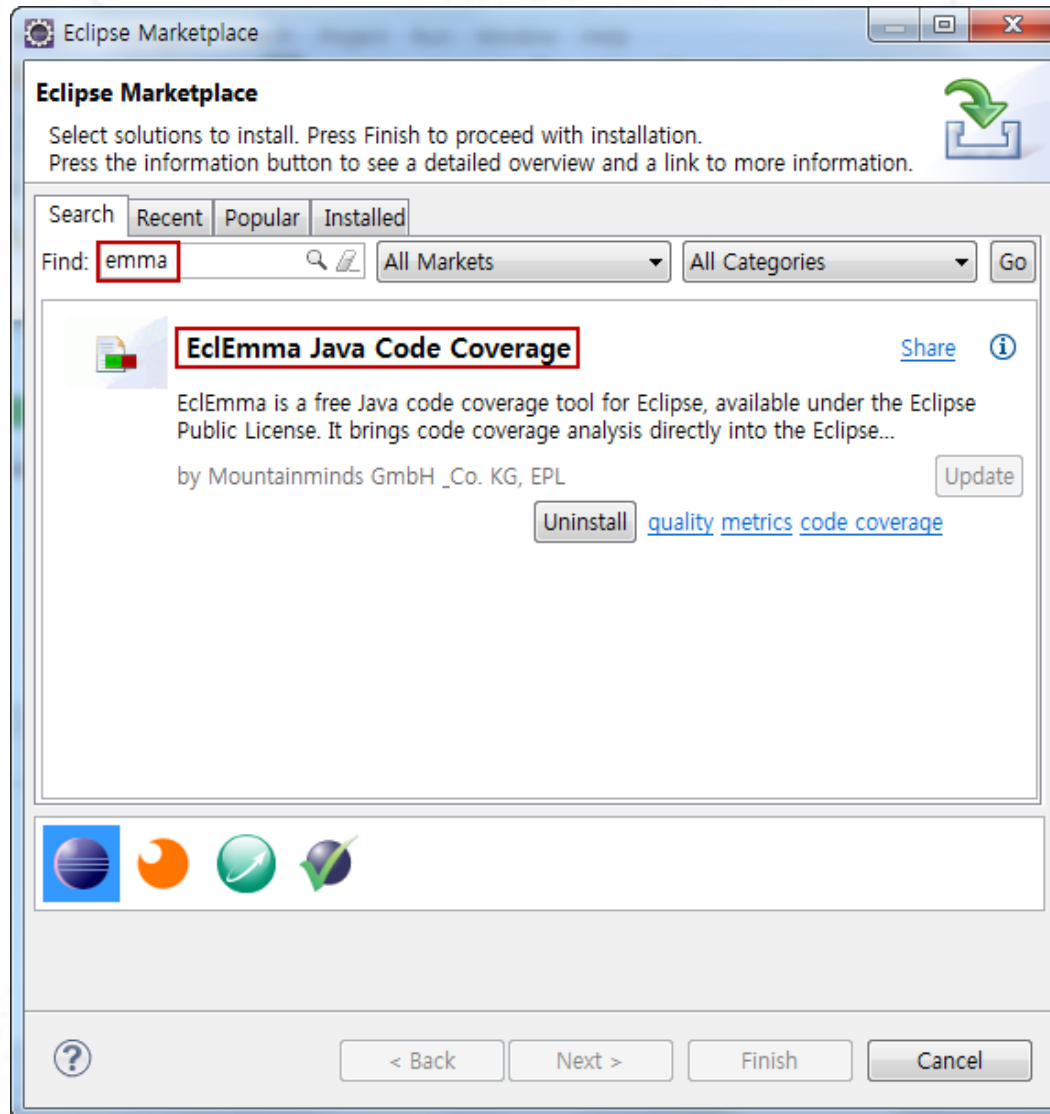 Eclipse Marketplace
Eclipse Marketplace
Select solutions to install. Press Finish to proceed with installation.
Press the information button to see a detailed overview and a link to more information.
Search Recent Popular Installed
Find: emma All Markets All Categories Go
EclEmma Java Code Coverage Share
EclEmma is a free Java code coverage tool for Eclipse, available under the Eclipse
Public License. It brings code coverage analysis directly into the Eclipse...
by Mountainminds GmbH _Co. KG, EPL Update
Uninstall quality metrics code coverage
< Back Next > Finish Cancel